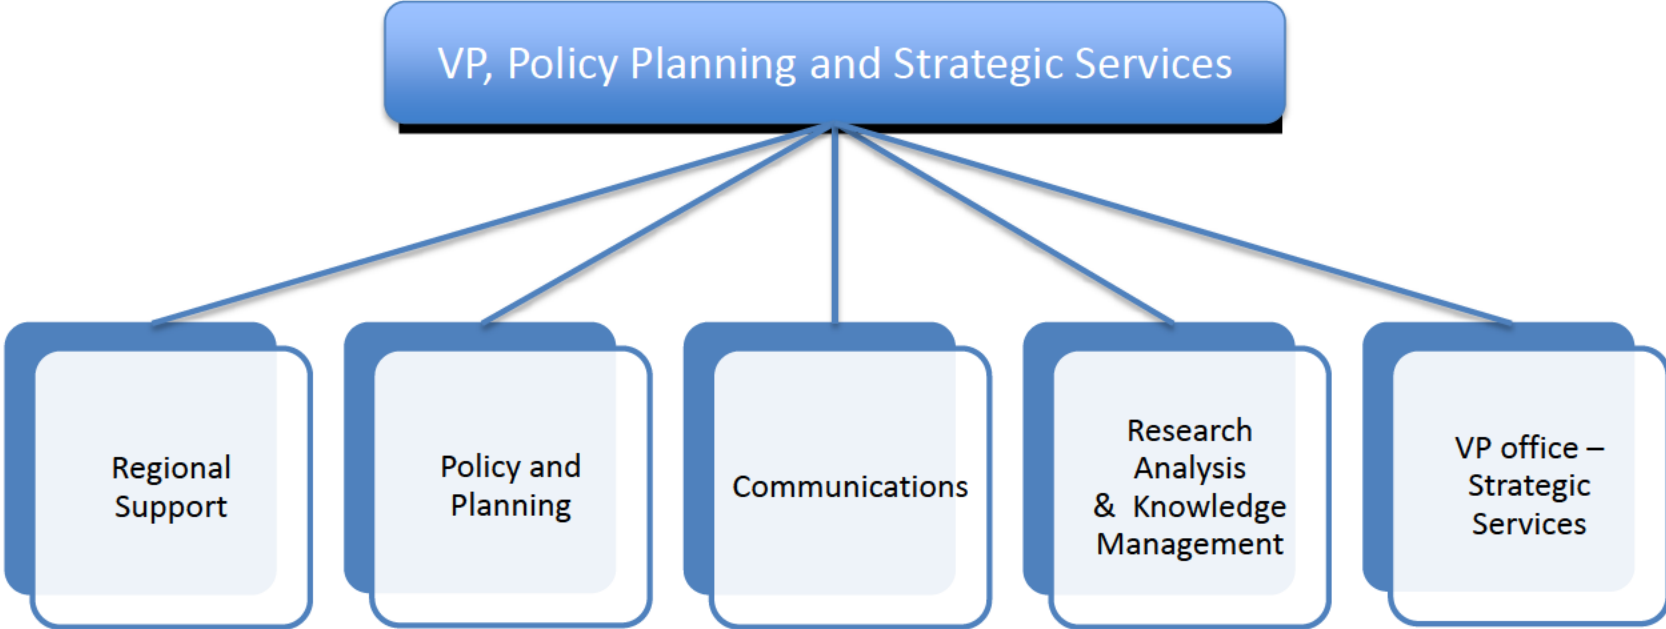 VP, Policy Planning and Strategic Services
Regional
Support
Policy and
Planning
Communications
Research
Analysis
& Knowledge
Management
VP office –
Strategic
Services